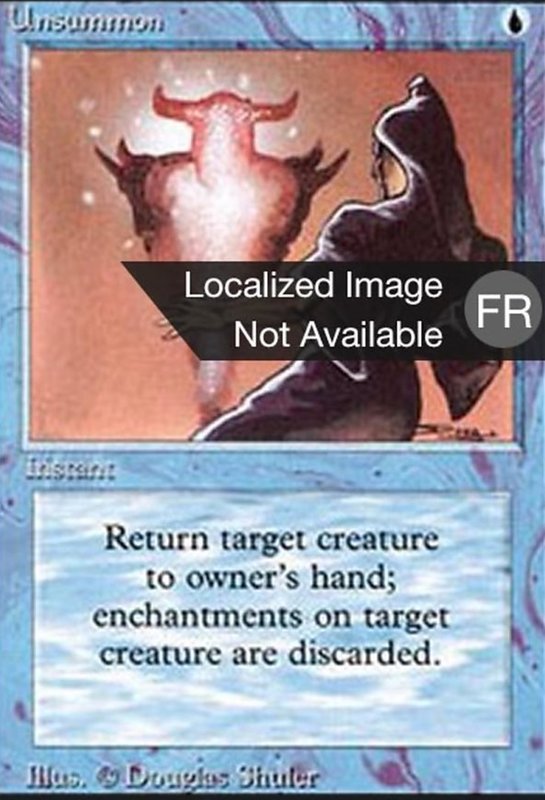 Unsummon
Localized Image
Not Available
FR
Instant
Return target creature
to owner's hand;
enchantments on target
creature are discarded.
Illus. © Douglas Shuler